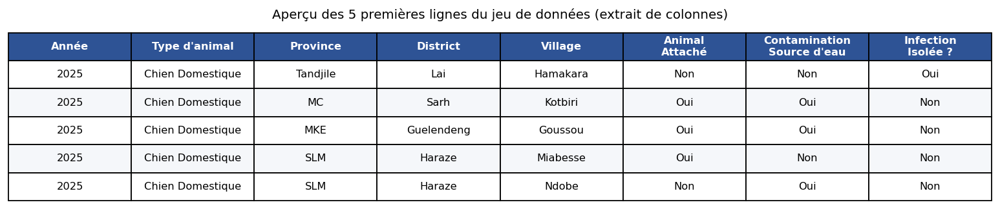 Aperçu des 5 premières lignes du jeu de données (extrait de colonnes)
Année Type d'animal Province District Village Animal Attaché Contamination Source d'eau Infection Isolée ?
2025 Chien Domestique Tandjile Lai Hamakara Non Non Oui
2025 Chien Domestique MC Sarh Kotbiri Oui Oui Non
2025 Chien Domestique MKE Guelendeng Goussou Oui Oui Non
2025 Chien Domestique SLM Haraze Miabesse Oui Non Non
2025 Chien Domestique SLM Haraze Ndobe Non Oui Non